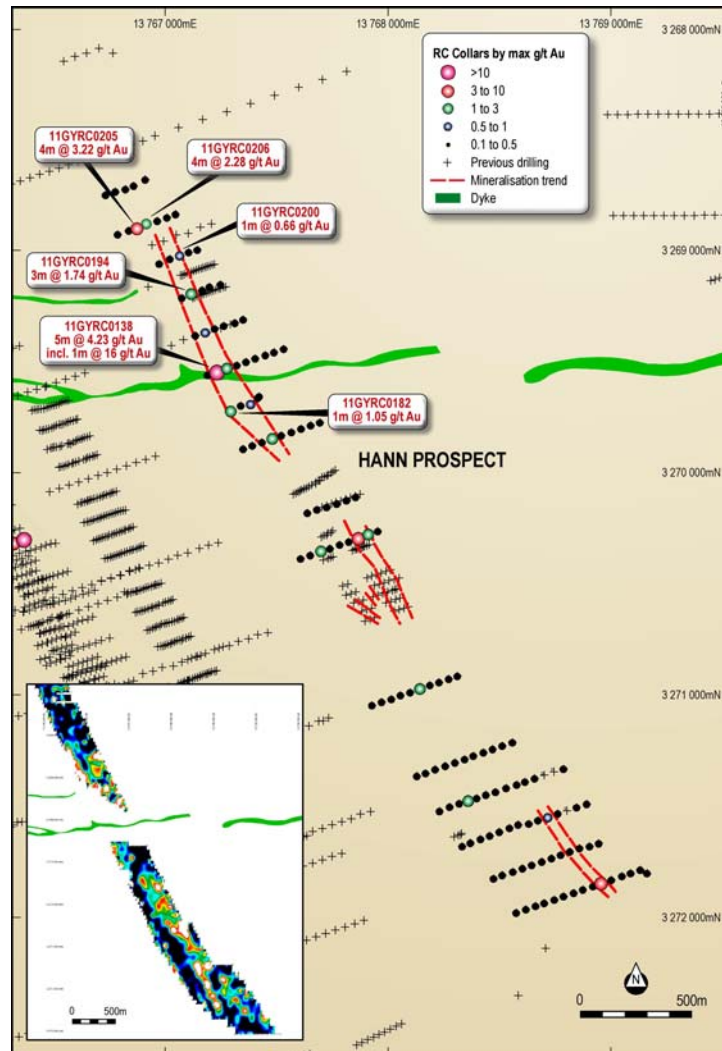 13 767 000mE
13 768 000mE
13 769 000mE
3 268 000mN
RC Collars by max g/t Au
>10
3 to 10
1 to 3
0.5 to 1
0.1 to 0.5
Previous drilling
Mineralisation trend
Dyke
11GYRC0205
4m @ 3.22 g/t Au
11GYRC0206
4m @ 2.28 g/t Au
11GYRC0200
1m @ 0.66 g/t Au
3 269 000mN
11GYRC0194
3m @ 1.74 g/t Au
11GYRC0138
5m @ 4.23 g/t Au
incl. 1m @ 16 g/t Au
11GYRC0182
1m @ 1.05 g/t Au
HANN PROSPECT
3 270 000mN
3 271 000mN
3 272 000mN
N
0 500m
0 500m